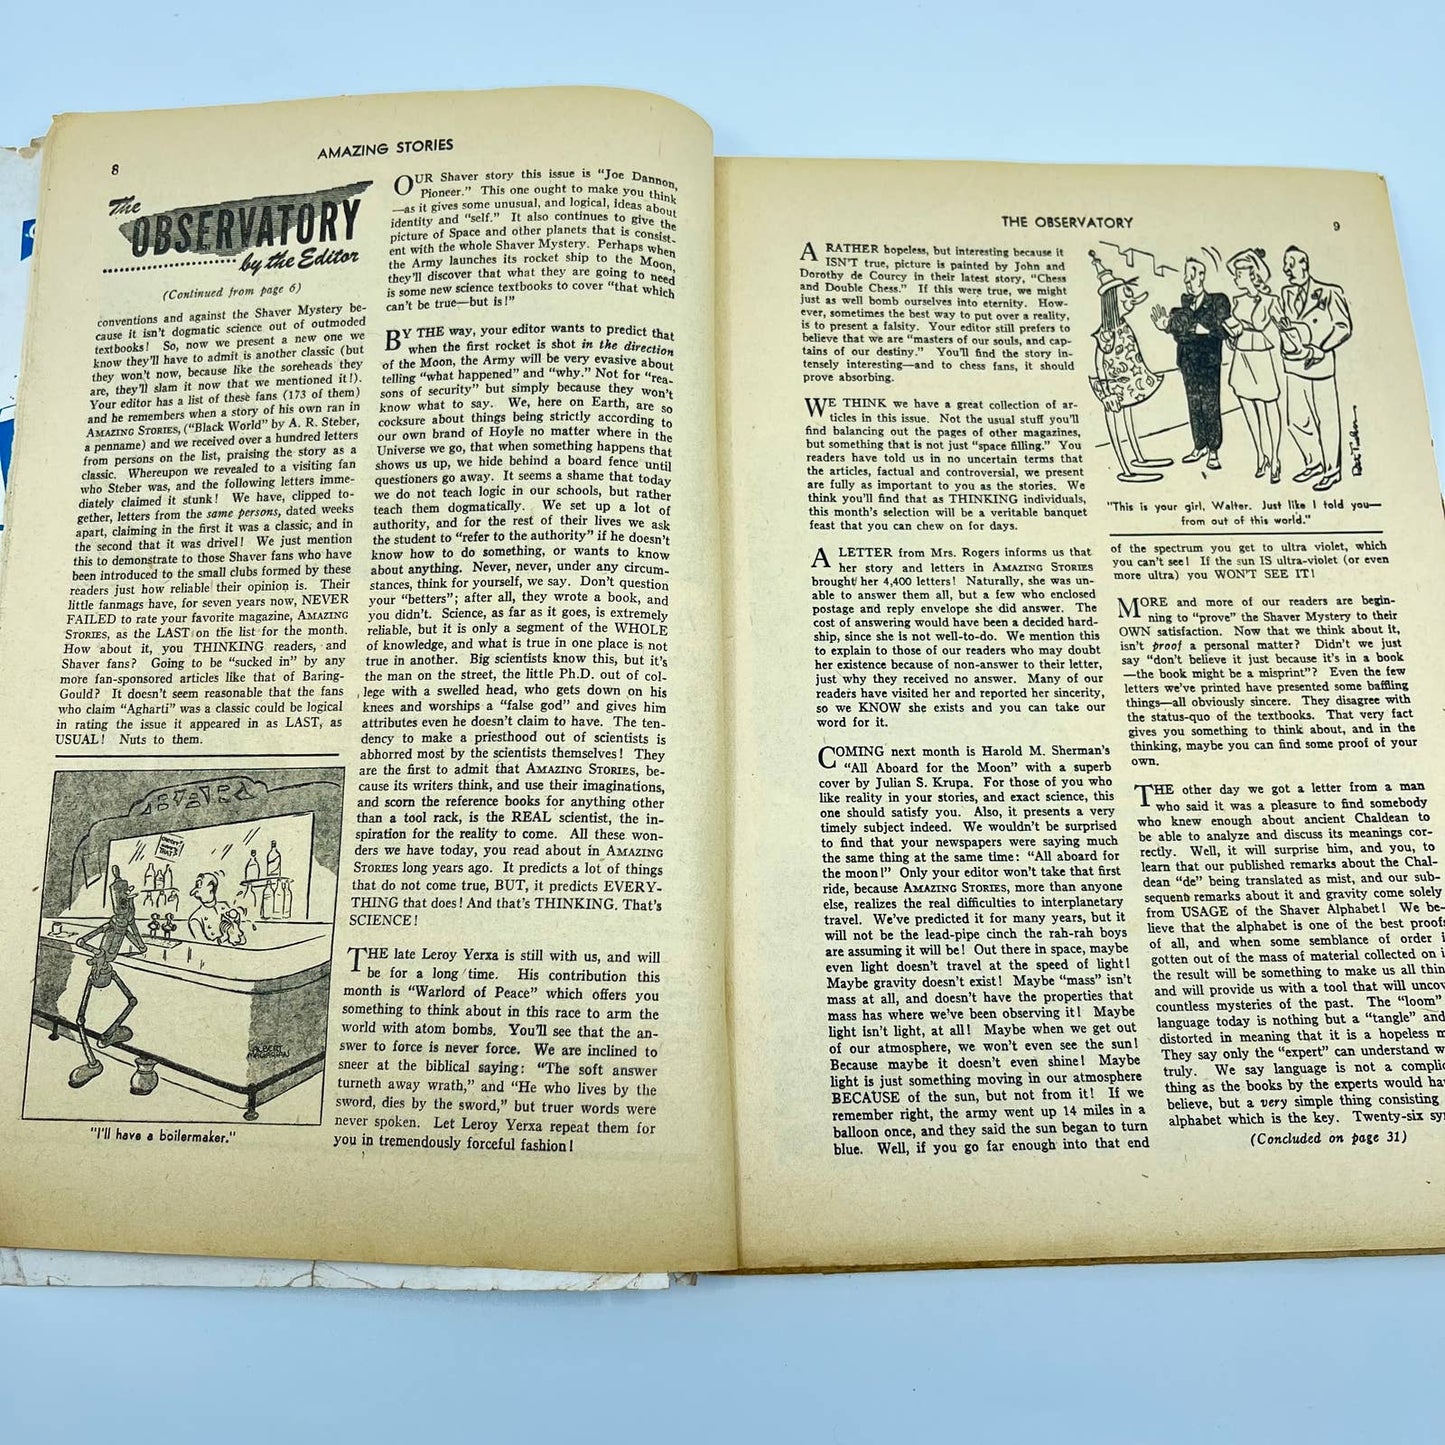 8
AMAZING STORIES
The
OBSERVATORY
by the Editor
(Continued from page 6)
conventions and against the Shaver Mystery be-
cause it isn't dogmatic science out of outmoded
textbooks! So, now we present a new one we
know they'll have to admit is another classic (but
they won't now, because like the soreheads they
are, they'll slam it now that we mentioned it!).
Your editor has a list of these fans (173 of them)
and he remembers when a story of his own ran in
AMAZING STORIES, ("Black World" by A. R. Steber,
a penname) and we received over a hundred letters
from persons on the list, praising the story as a
classic. Whereupon we revealed to a visiting fan
who Steber was, and the following letters imme-
diately claimed it stunk! We have, clipped to-
gether, letters from the same persons, dated weeks
apart, claiming in the first it was a classic, and in
the second that it was drivel! We just mention
this to demonstrate to those Shaver fans who have
been introduced to the small clubs formed by these
readers just how reliable their opinion is. Their
little fanmags have, for seven years now, NEVER
FAILED to rate your favorite magazine, AMAZING
STORIES, as the LAST on the list for the month.
How about it, you THINKING readers, and
Shaver fans? Going to be "sucked in" by any
more fan-sponsored articles like that of Baring-
Gould? It doesn't seem reasonable that the fans
who claim "Agharti" was a classic could be logical
in rating the issue it appeared in as LAST, as
USUAL! Nuts to them.
"I'll have a boilermaker."
OUR Shaver story this issue is "Joe Dannon,
Pioneer." This one ought to make you think
—as it gives some unusual, and logical, ideas about
identity and "self." It also continues to give the
picture of Space and other planets that is consist-
ent with the whole Shaver Mystery. Perhaps when
the Army launches its rocket ship to the Moon,
they'll discover that what they are going to need
is some new science textbooks to cover "that which
can't be true—but is!"
BY THE way, your editor wants to predict that
when the first rocket is shot in the direction
of the Moon, the Army will be very evasive about
telling "what happened" and "why." Not for "rea-
sons of security" but simply because they won't
know what to say. We, here on Earth, are so
cocksure about things being strictly according to
our own brand of Hoyle no matter where in the
Universe we go, that when something happens that
shows us up, we hide behind a board fence until
questioners go away. It seems a shame that today
we do not teach logic in our schools, but rather
teach them dogmatically. We set up a lot of
authority, and for the rest of their lives we ask
the student to "refer to the authority" if he doesn't
know how to do something, or wants to know
about anything. Never, never, under any circum-
stances, think for yourself, we say. Don't question
your "betters"; after all, they wrote a book, and
you didn't. Science, as far as it goes, is extremely
reliable, but it is only a segment of the WHOLE
of knowledge, and what is true in one place is not
true in another. Big scientists know this, but it's
the man on the street, the little Ph.D. out of col-
lege with a swelled head, who gets down on his
knees and worships a "false god" and gives him
attributes even he doesn't claim to have. The ten-
dency to make a priesthood out of scientists is
abhorred most by the scientists themselves! They
are the first to admit that AMAZING STORIES, be-
cause its writers think, and use their imaginations,
and scorn the reference books for anything other
than a tool rack, is the REAL scientist, the in-
spiration for the reality to come. All these won-
ders we have today, you read about in AMAZING
STORIES long years ago. It predicts a lot of things
that do not come true, BUT, it predicts EVERY-
THING that does! And that's THINKING. That's
SCIENCE!
THE late Leroy Yerxa is still with us, and will
be for a long time. His contribution this
month is "Warlord of Peace" which offers you
something to think about in this race to arm the
world with atom bombs. You'll see that the an-
swer to force is never force. We are inclined to
sneer at the biblical saying: "The soft answer
turneth away wrath," and "He who lives by the
sword, dies by the sword," but truer words were
never spoken. Let Leroy Yerxa repeat them for
you in tremendously forceful fashion!
THE OBSERVATORY
9
A RATHER hopeless, but interesting because it
ISN'T true, picture is painted by John and
Dorothy de Courcy in their latest story, "Chess
and Double Chess." If this were true, we might
just as well bomb ourselves into eternity. How-
ever, sometimes the best way to put over a reality,
is to present a falsity. Your editor still prefers to
believe that we are "masters of our souls, and cap-
tains of our destiny." You'll find the story in-
tensely interesting—and to chess fans, it should
prove absorbing.
WE THINK we have a great collection of ar-
ticles in this issue. Not the usual stuff you'll
find balancing out the pages of other magazines,
but something that is not just "space filling." You
readers have told us in no uncertain terms that
the articles, factual and controversial, we present
are fully as important to you as the stories. We
think you'll find that as THINKING individuals,
this month's selection will be a veritable banquet
feast that you can chew on for days.
A LETTER from Mrs. Rogers informs us that
her story and letters in AMAZING STORIES
brought her 4,400 letters! Naturally, she was un-
able to answer them all, but a few who enclosed
postage and reply envelope she did answer. The
cost of answering would have been a decided hard-
ship, since she is not well-to-do. We mention this
to explain to those of our readers who may doubt
her existence because of non-answer to their letter,
just why they received no answer. Many of our
readers have visited her and reported her sincerity,
so we KNOW she exists and you can take our
word for it.
COMING next month is Harold M. Sherman's
"All Aboard for the Moon" with a superb
cover by Julian S. Krupa. For those of you who
like reality in your stories, and exact science, this
one should satisfy you. Also, it presents a very
timely subject indeed. We wouldn't be surprised
to find that your newspapers were saying much
the same thing at the same time: "All aboard for
the moon!" Only your editor won't take that first
ride, because AMAZING STORIES, more than anyone
else, realizes the real difficulties to interplanetary
travel. We've predicted it for many years, but it
will not be the lead-pipe cinch the rah-rah boys
are assuming it will be! Out there in space, maybe
even light doesn't travel at the speed of light!
Maybe gravity doesn't exist! Maybe "mass" isn't
mass at all, and doesn't have the properties that
mass has where we've been observing it! Maybe
light isn't light, at all! Maybe when we get out
of our atmosphere, we won't even see the sun!
Because maybe it doesn't even shine! Maybe
light is just something moving in our atmosphere
BECAUSE of the sun, but not from it! If we
remember right, the army went up 14 miles in a
balloon once, and they said the sun began to turn
blue. Well, if you go far enough into that end
"This is your girl, Walter. Just like I told you—
from out of this world."
of the spectrum you get to ultra violet, which
you can't see! If the sun IS ultra-violet (or even
more ultra) you WON'T SEE IT!
MORE and more of our readers are begin-
ning to "prove" the Shaver Mystery to their
OWN satisfaction. Now that we think about it,
isn't proof a personal matter? Didn't we just
say "don't believe it just because it's in a book
—the book might be a misprint"? Even the few
letters we've printed have presented some baffling
things—all obviously sincere. They disagree with
the status-quo of the textbooks. That very fact
gives you something to think about, and in the
thinking, maybe you can find some proof of your
own.
THE other day we got a letter from a man
who said it was a pleasure to find somebody
who knew enough about ancient Chaldean to
be able to analyze and discuss its meanings cor-
rectly. Well, it will surprise him, and you, to
learn that our published remarks about the Chal-
dean "de" being translated as mist, and our sub-
sequent remarks about it and gravity come solely
from USAGE of the Shaver Alphabet! We be-
lieve that the alphabet is one of the best proofs
of all, and when some semblance of order i
gotten out of the mass of material collected on i
the result will be something to make us all thin
and will provide us with a tool that will uncov
countless mysteries of the past. The "loom"
language today is nothing but a "tangle" and
distorted in meaning that it is a hopeless m
They say only the "expert" can understand w
truly. We say language is not a complic
thing as the books by the experts would hav
believe, but a very simple thing consisting
alphabet which is the key. Twenty-six sy
(Concluded on page 31)